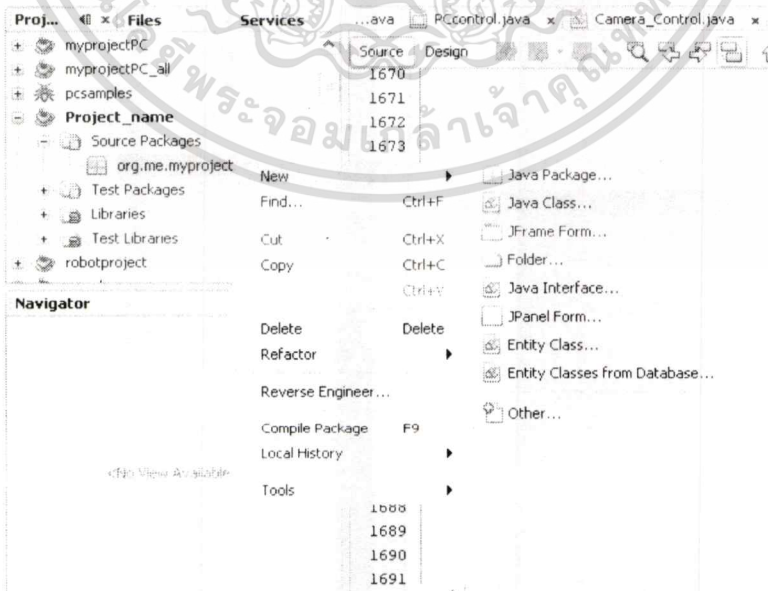 Proj... × Files Services
...ava PCcontrol.java × Camera_Control.java ×
Source Design
myprojectPC
myprojectPC_all
pcsamples
Project_name
Source Packages
org.me.myproject
Test Packages
Libraries
Test Libraries
robotproject
Navigator
<No View Available
1670
1671
1672
1673
New
Find... Ctrl+F
Cut Ctrl+X
Copy Ctrl+C
Ctrl+V
Delete Delete
Refactor
Reverse Engineer...
Compile Package F9
Local History
Tools
Java Package...
Java Class...
JFrame Form...
Folder...
Java Interface...
JPanel Form...
Entity Class...
Entity Classes from Database...
Other...
1688
1689
1690
1691